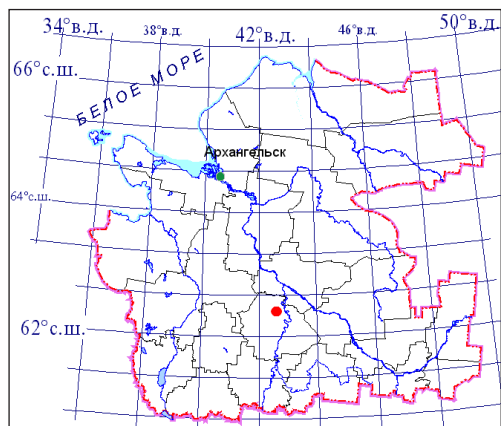 34°в.д.
38°в.д.
42°в.д.
46°в.д.
50°в.д.
66°с.ш.
БЕЛОЕ МОРЕ
Архангельск
64°с.ш.
62°с.ш.